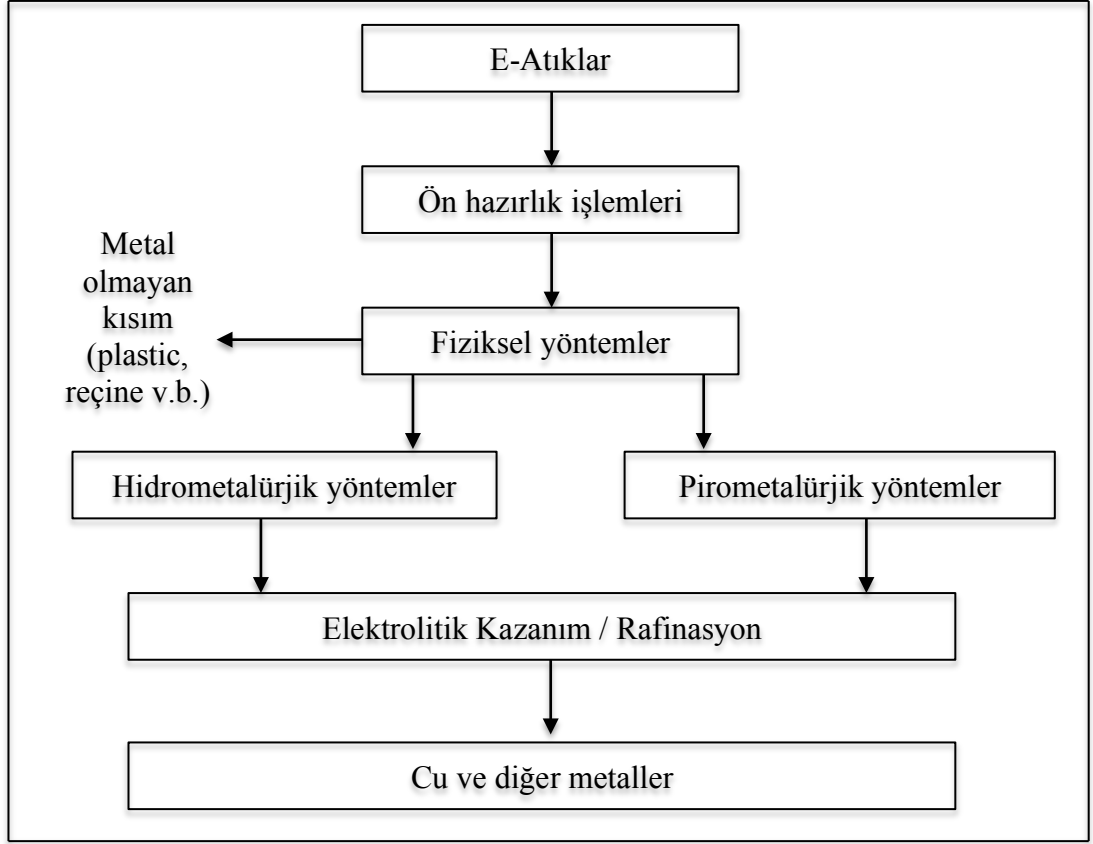 E-Atıklar
Ön hazırlık işlemleri
Metal
olmayan
kısım
(plastic,
reçine v.b.)
Fiziksel yöntemler
Hidrometalürjik yöntemler
Pirometalürjik yöntemler
Elektrolitik Kazanım / Rafinasyon
Cu ve diğer metaller